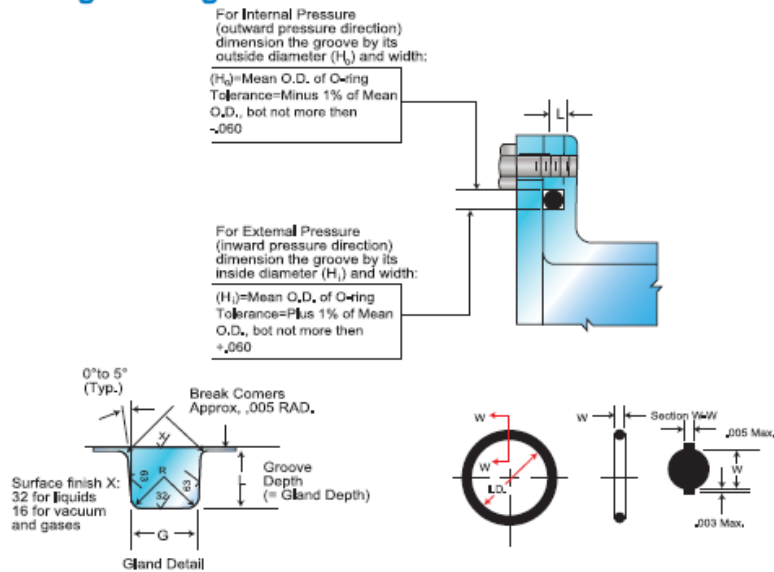 For Internal Pressure
(outward pressure direction)
dimension the groove by its
outside diameter (H₀) and width:
(H₀)=Mean O.D. of O-ring
Tolerance=Minus 1% of Mean
O.D., bot not more then
-.060
L
For External Pressure
(inward pressure direction)
dimension the groove by its
inside diameter (Hᵢ) and width:
(Hᵢ)=Mean O.D. of O-ring
Tolerance=Plus 1% of Mean
O.D., bot not more then
+.060
0° to 5°
(Typ.)
Break Corners
Approx, .005 RAD.
X
Surface finish X:
32 for liquids
16 for vacuum
and gases
63
R
63
32
Groove
Depth
(= Gland Depth)
G
Gland Detail
W
W
I.D.
W
Section W-W
.005 Max.
W
.003 Max.